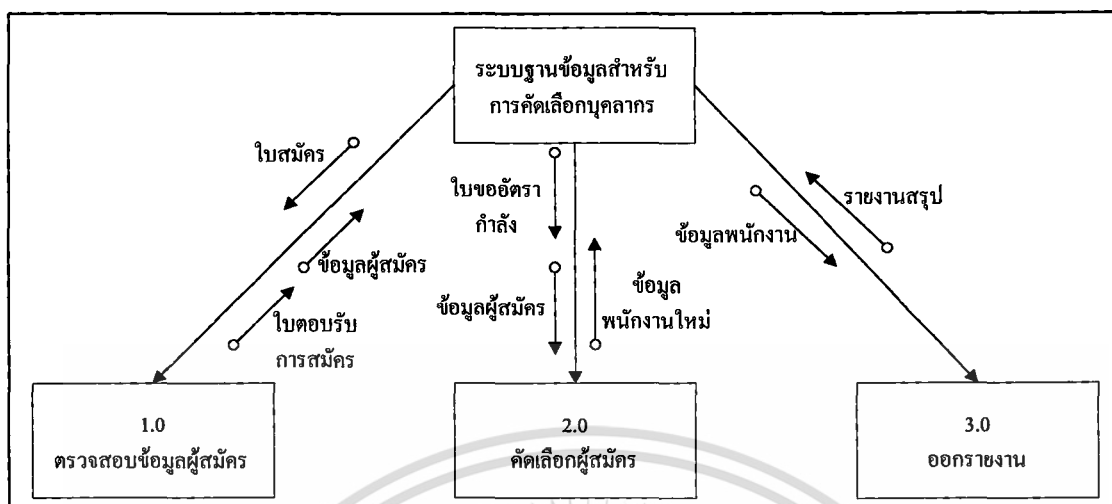 ระบบฐานข้อมูลสำหรับ
การคัดเลือกบุคลากร
ใบสมัคร
ข้อมูลผู้สมัคร
ใบตอบรับ
การสมัคร
ใบขออัตรา
กำลัง
ข้อมูลผู้สมัคร
ข้อมูล
พนักงานใหม่
รายงานสรุป
ข้อมูลพนักงาน
1.0
ตรวจสอบข้อมูลผู้สมัคร
2.0
คัดเลือกผู้สมัคร
3.0
ออกรายงาน